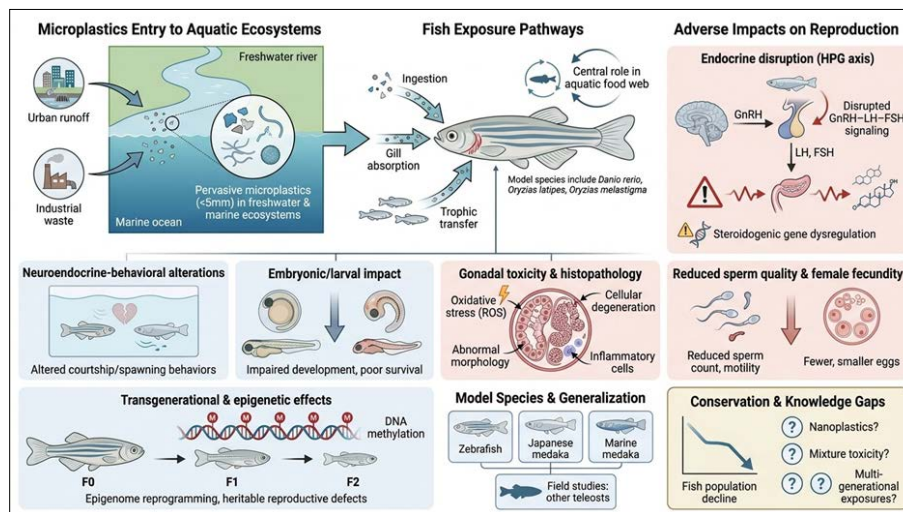 Microplastics Entry to Aquatic Ecosystems
Urban runoff
Industrial
waste
Freshwater river
Pervasive microplastics
(<5mm) in freshwater &
marine ecosystems
Marine ocean
Fish Exposure Pathways
Ingestion
Gill
absorption
Trophic
transfer
Central role in
aquatic food web
Model species include Danio rerio,
Oryzias latipes, Oryzias melastigma
Adverse Impacts on Reproduction
Endocrine disruption (HPG axis)
GnRH
Disrupted
GnRH–LH–FSH
signaling
LH, FSH
OH
Steroidogenic gene dysregulation
Neuroendocrine-behavioral alterations
Altered courtship/spawning behaviors
Embryonic/larval impact
Impaired development, poor survival
Gonadal toxicity & histopathology
Oxidative
stress (ROS)
Cellular
degeneration
Abnormal
morphology
Inflammatory
cells
Reduced sperm quality & female fecundity
Reduced sperm
count, motility
Fewer, smaller eggs
Transgenerational & epigenetic effects
M M M M M
DNA
methylation
F0 F1 F2
Epigenome reprogramming, heritable reproductive defects
Model Species & Generalization
Zebrafish
Japanese
medaka
Marine
medaka
Field studies:
other teleosts
Conservation & Knowledge Gaps
Fish population
decline
? Nanoplastics?
? Mixture toxicity?
? ? Multi-
generational
exposures?